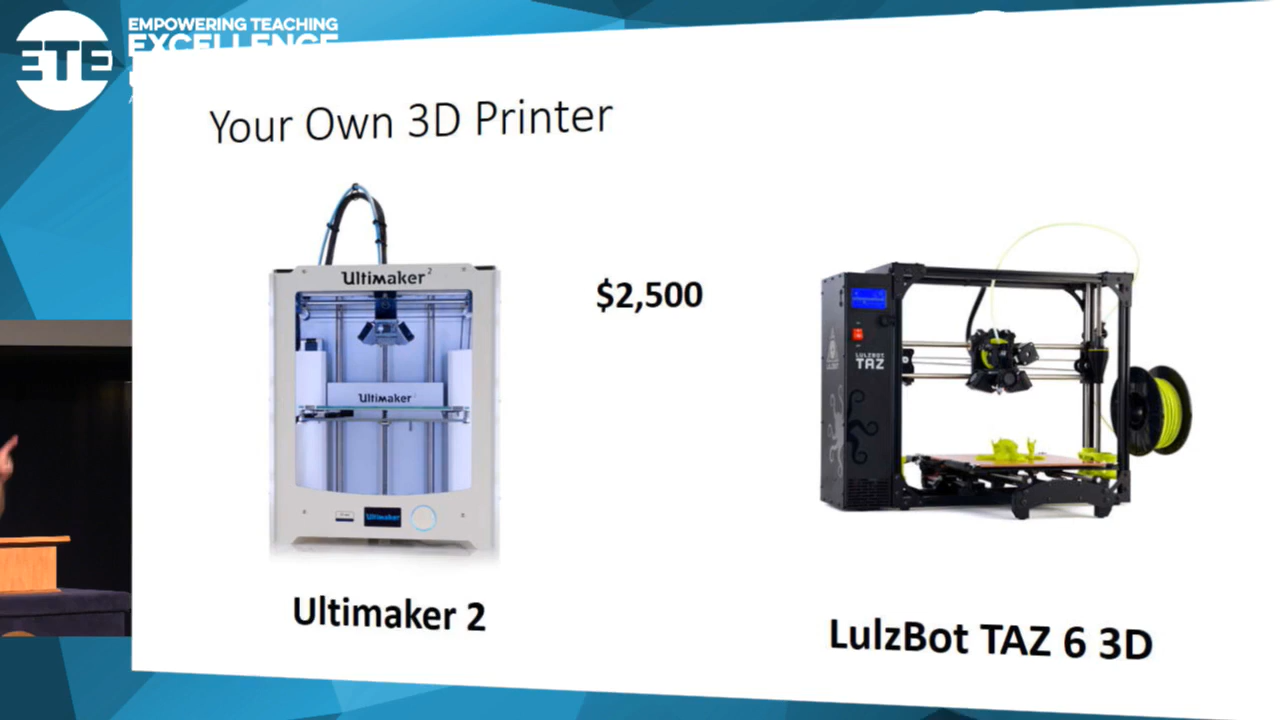 ETE
EMPOWERING TEACHING
EXCELLENCE
Your Own 3D Printer
Ultimaker 2
$2,500
LULZBOT
TAZ
Ultimaker
Ultimaker
Ultimaker 2
LulzBot TAZ 6 3D